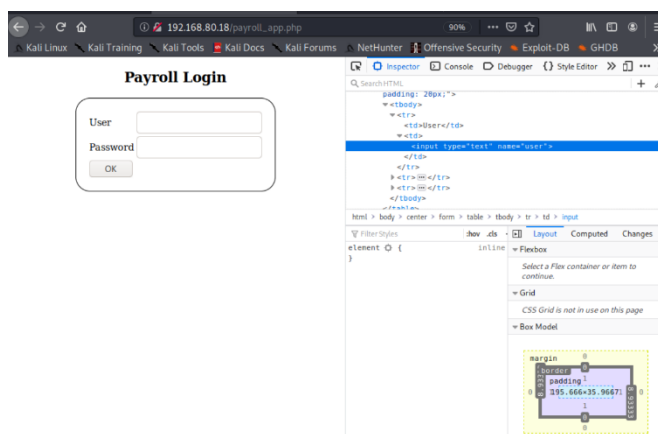 192.168.80.18/payroll_app.php 90%
Kali Linux Kali Training Kali Tools Kali Docs Kali Forums NetHunter Offensive Security Exploit-DB GHDB
Payroll Login
User
Password
OK
Inspector Console Debugger Style Editor
Search HTML
padding: 20px;">
<tbody>
<tr>
<td>User</td>
<td>
<input type="text" name="user">
</td>
</tr>
<tr></tr>
<tr></tr>
</tbody>
</table>
html > body > center > form > table > tbody > tr > td > input
Filter Styles :hov .cls Layout Computed Changes
element { inline
}
Flexbox
Select a Flex container or item to
continue.
Grid
CSS Grid is not in use on this page
Box Model
margin 0
border 0
padding 1
0 195.666×35.9667 0
1
0
0